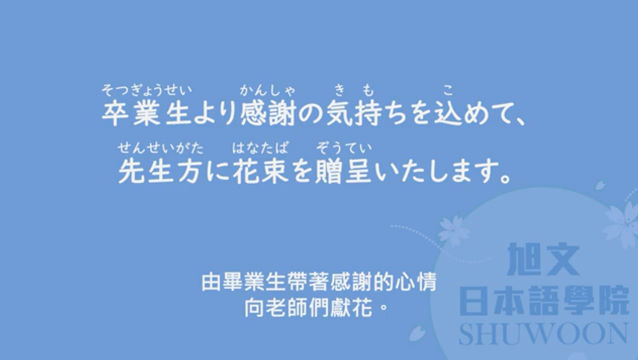 そつぎょうせい かんしゃ き も こ
卒業生より感謝の気持ちを込めて、
せんせいがた はなたば ぞうてい
先生方に花束を贈呈いたします。
由畢業生帶著感謝的心情
向老師們獻花。
旭文
日本語學院
SHUWOON